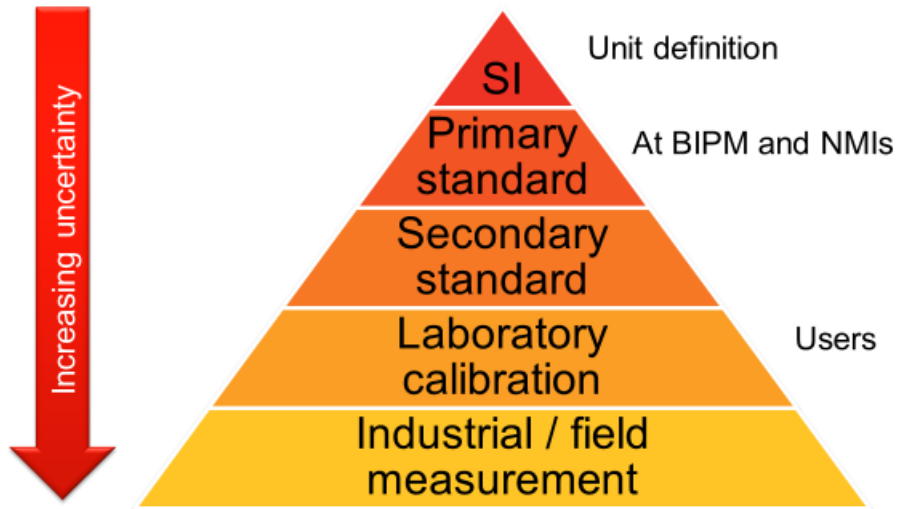 Increasing uncertainty
SI
Unit definition
Primary
standard
At BIPM and NMIs
Secondary
standard
Laboratory
calibration
Users
Industrial / field
measurement